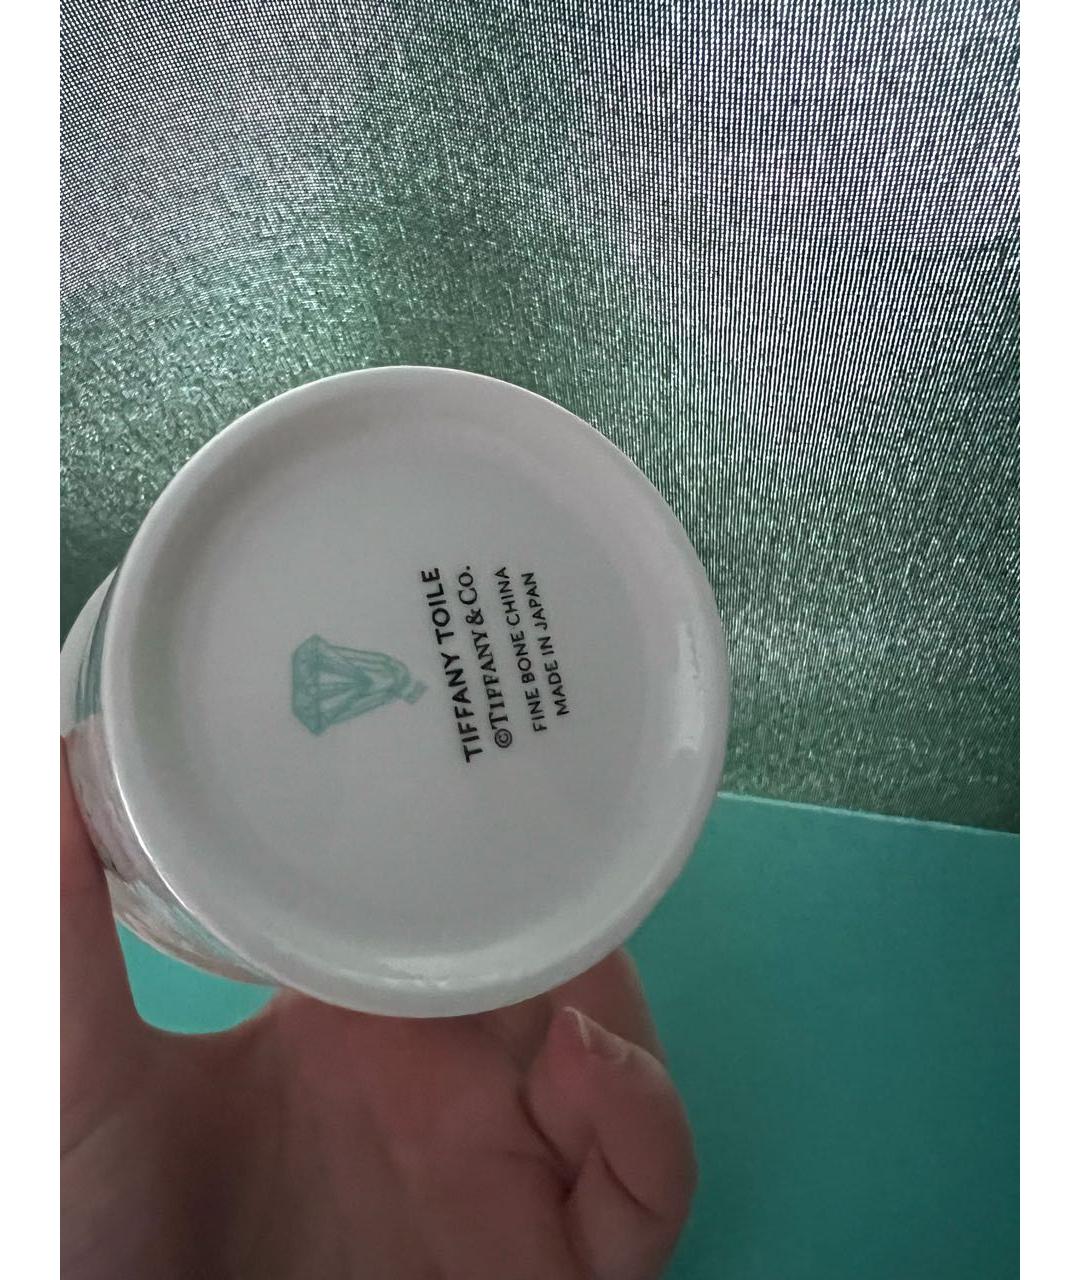 TIFFANY TOILE
©TIFFANY & CO.
FINE BONE CHINA
MADE IN JAPAN